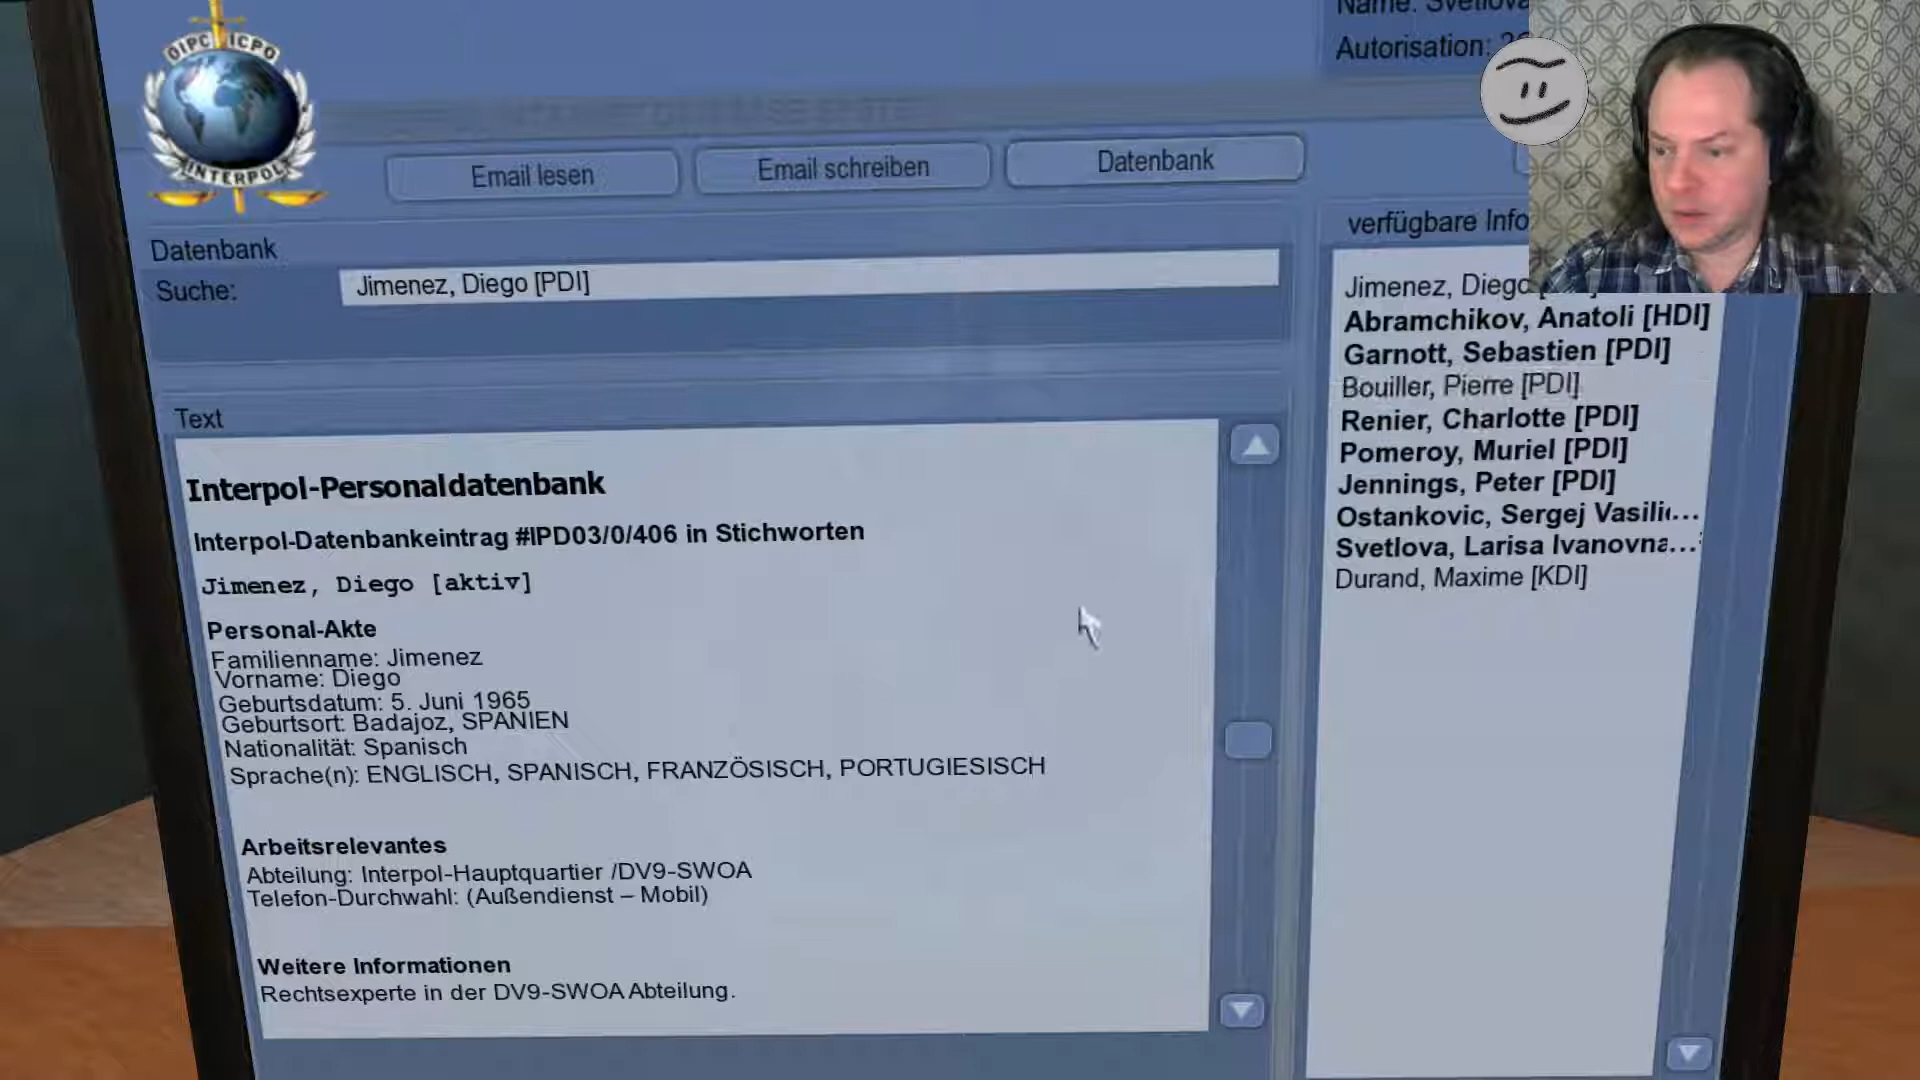 Name: Svetlova
Autorisation:
OIPC ICPO
INTERPOL
Email lesen
Email schreiben
Datenbank
Datenbank
verfügbare Info
Suche:
Jimenez, Diego [PDI]
Jimenez, Diego
Abramchikov, Anatoli [HDI]
Garnott, Sebastien [PDI]
Bouiller, Pierre [PDI]
Renier, Charlotte [PDI]
Pomeroy, Muriel [PDI]
Jennings, Peter [PDI]
Ostankovic, Sergej Vasili...
Svetlova, Larisa Ivanovna...
Durand, Maxime [KDI]
Text
Interpol-Personaldatenbank
Interpol-Datenbankeintrag #IPD03/0/406 in Stichworten
Jimenez, Diego [aktiv]
Personal-Akte
Familienname: Jimenez
Vorname: Diego
Geburtsdatum: 5. Juni 1965
Geburtsort: Badajoz, SPANIEN
Nationalität: Spanisch
Sprache(n): ENGLISCH, SPANISCH, FRANZÖSISCH, PORTUGIESISCH
Arbeitsrelevantes
Abteilung: Interpol-Hauptquartier /DV9-SWOA
Telefon-Durchwahl: (Außendienst – Mobil)
Weitere Informationen
Rechtsexperte in der DV9-SWOA Abteilung.